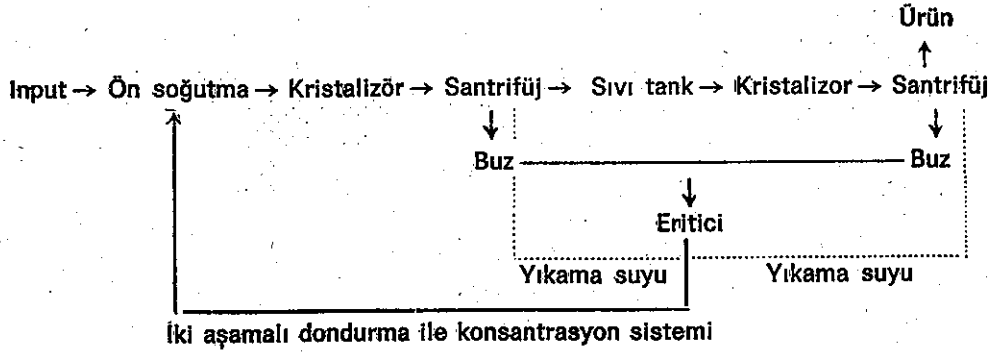 Ürün
Input → Ön soğutma → Kristalizör → Santrifüj → Sıvı tank → Kristalizor → Santrifüj
Buz Buz
Eritici
Yıkama suyu Yıkama suyu
İki aşamalı dondurma ile konsantrasyon sistemi